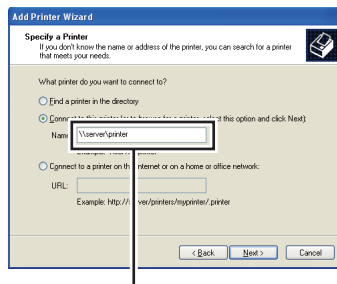 Add Printer Wizard
Specify a Printer
If you don't know the name or address of the printer, you can search for a printer
that meets your needs.
What printer do you want to connect to?
Find a printer in the directory
Connect to this printer (or to browse for a printer, select this option and click Next):
Name
\\server\printer
Example:
Connect to a printer on the Internet or on a home or office network:
URL:
Example: http://server/printers/myprinter/.printer
< Back
Next >
Cancel